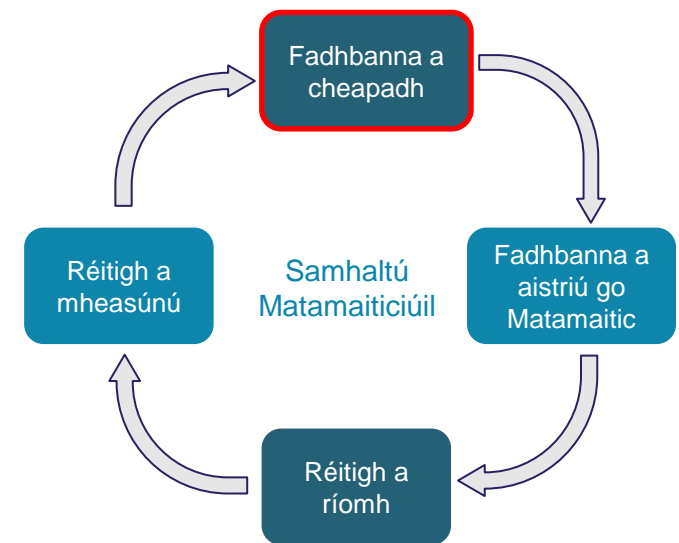 Fadhbanna a
cheapadh
Fadhbanna a
aistriú go
Matamaitic
Réitigh a
ríomh
Réitigh a
mheasúnú
Samhaltú
Matamaiticiúil